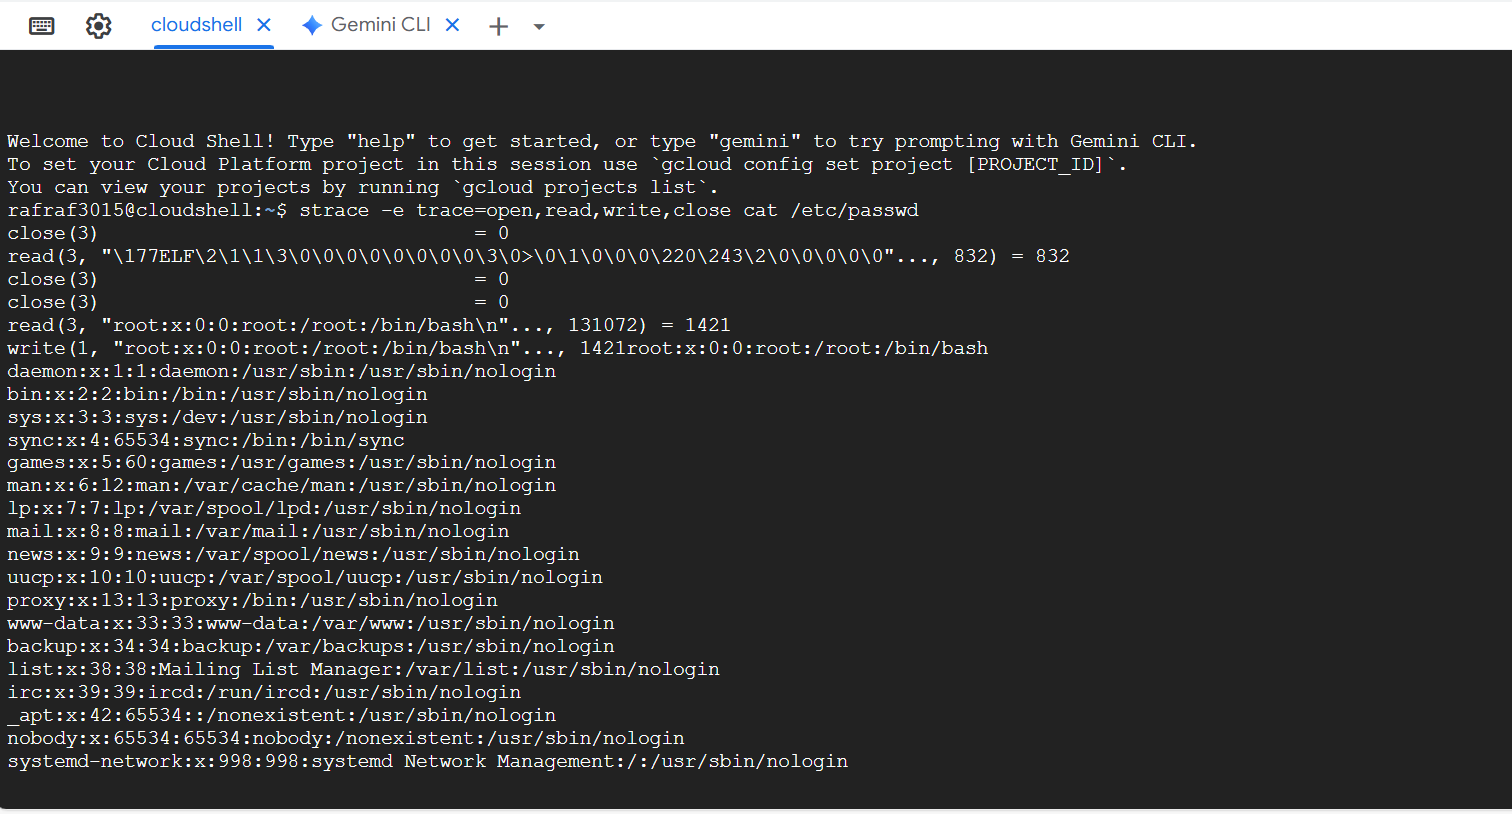 cloudshell Gemini CLI
Welcome to Cloud Shell! Type "help" to get started, or type "gemini" to try prompting with Gemini CLI.
To set your Cloud Platform project in this session use `gcloud config set project [PROJECT_ID]`.
You can view your projects by running `gcloud projects list`.
rafraf3015@cloudshell:~$ strace -e trace=open,read,write,close cat /etc/passwd
close(3)                                = 0
read(3, "\177ELF\2\1\1\3\0\0\0\0\0\0\0\0\3\0>\0\1\0\0\0\220\243\2\0\0\0\0\0"..., 832) = 832
close(3)                                = 0
close(3)                                = 0
read(3, "root:x:0:0:root:/root:/bin/bash\n"..., 131072) = 1421
write(1, "root:x:0:0:root:/root:/bin/bash\n"..., 1421root:x:0:0:root:/root:/bin/bash
daemon:x:1:1:daemon:/usr/sbin:/usr/sbin/nologin
bin:x:2:2:bin:/bin:/usr/sbin/nologin
sys:x:3:3:sys:/dev:/usr/sbin/nologin
sync:x:4:65534:sync:/bin:/bin/sync
games:x:5:60:games:/usr/games:/usr/sbin/nologin
man:x:6:12:man:/var/cache/man:/usr/sbin/nologin
lp:x:7:7:lp:/var/spool/lpd:/usr/sbin/nologin
mail:x:8:8:mail:/var/mail:/usr/sbin/nologin
news:x:9:9:news:/var/spool/news:/usr/sbin/nologin
uucp:x:10:10:uucp:/var/spool/uucp:/usr/sbin/nologin
proxy:x:13:13:proxy:/bin:/usr/sbin/nologin
www-data:x:33:33:www-data:/var/www:/usr/sbin/nologin
backup:x:34:34:backup:/var/backups:/usr/sbin/nologin
list:x:38:38:Mailing List Manager:/var/list:/usr/sbin/nologin
irc:x:39:39:ircd:/run/ircd:/usr/sbin/nologin
_apt:x:42:65534::/nonexistent:/usr/sbin/nologin
nobody:x:65534:65534:nobody:/nonexistent:/usr/sbin/nologin
systemd-network:x:998:998:systemd Network Management:/:/usr/sbin/nologin